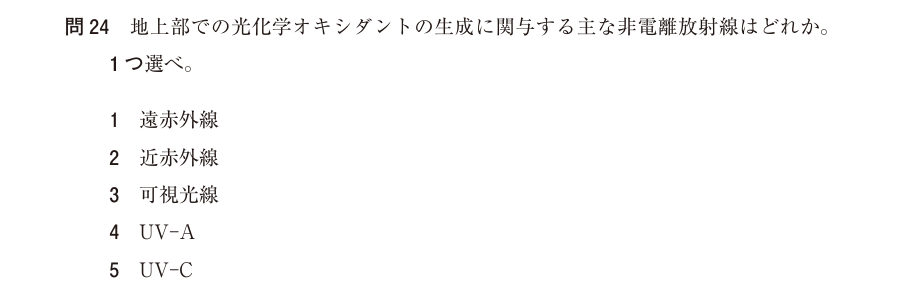 問 24　地上部での光化学オキシダントの生成に関与する主な非電離放射線はどれか。
1 つ選べ。
1　遠赤外線
2　近赤外線
3　可視光線
4　UV-A
5　UV-C